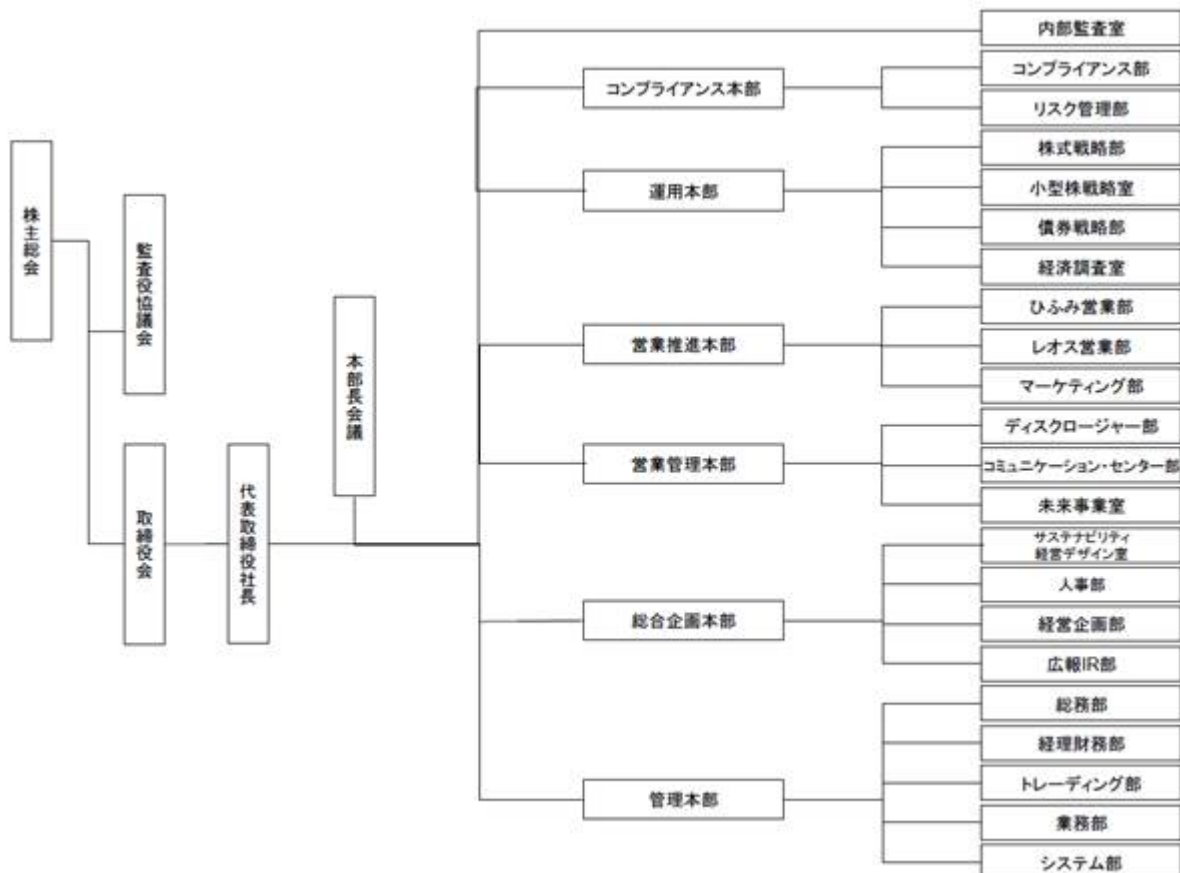 株主総会
監査役協議会
取締役会
代表取締役社長
本部長会議
コンプライアンス本部
運用本部
営業推進本部
営業管理本部
総合企画本部
管理本部
内部監査室
コンプライアンス部
リスク管理部
株式戦略部
小型株戦略室
債券戦略部
経済調査室
ひふみ営業部
レオス営業部
マーケティング部
ディスクロージャー部
コミュニケーション・センター部
未来事業室
サステナビリティ
経営デザイン室
人事部
経営企画部
広報IR部
総務部
経理財務部
トレーディング部
業務部
システム部